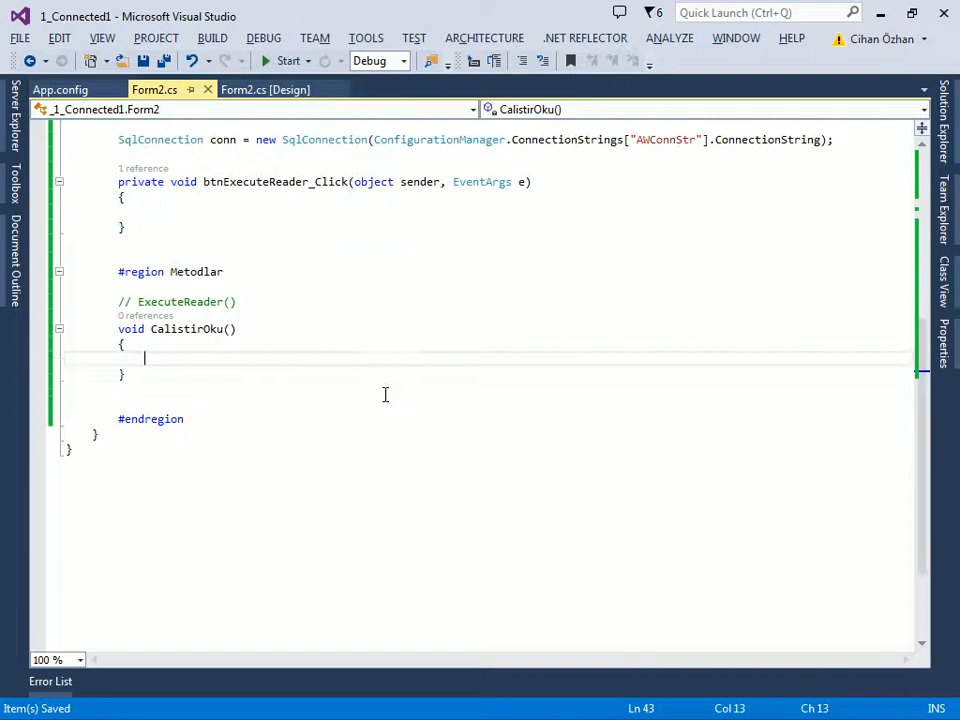 1_Connected1 - Microsoft Visual Studio
6
Quick Launch (Ctrl+Q)
FILE EDIT VIEW PROJECT BUILD DEBUG TEAM TOOLS TEST ARCHITECTURE .NET REFLECTOR ANALYZE WINDOW HELP Cihan Özhan
Start Debug
App.config Form2.cs Form2.cs [Design]
_1_Connected1.Form2 CalistirOku()
SqlConnection conn = new SqlConnection(ConfigurationManager.ConnectionStrings["AWConnStr"].ConnectionString);
1 reference
private void btnExecuteReader_Click(object sender, EventArgs e)
{
}
#region Metodlar
// ExecuteReader()
0 references
void CalistirOku()
{
}
#endregion
}
}
Server Explorer
Toolbox
Document Outline
Solution Explorer
Team Explorer
Class View
Properties
100 %
Error List
Item(s) Saved Ln 43 Col 13 Ch 13 INS